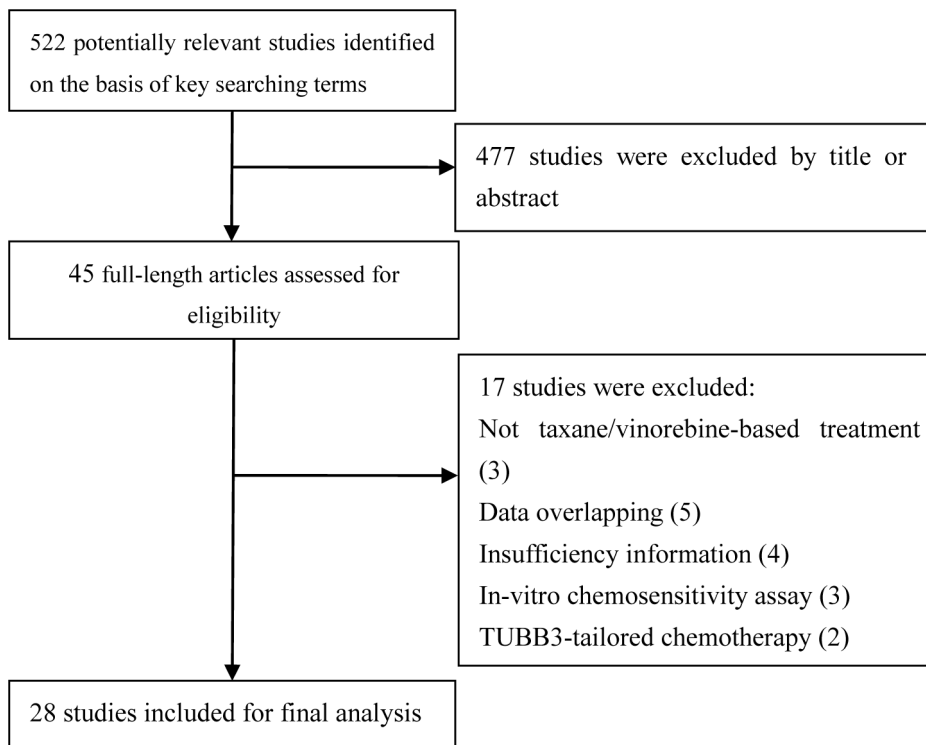 522 potentially relevant studies identified
on the basis of key searching terms
477 studies were excluded by title or
abstract
45 full-length articles assessed for
eligibility
17 studies were excluded:
Not taxane/vinorebine-based treatment
(3)
Data overlapping (5)
Insufficiency information (4)
In-vitro chemosensitivity assay (3)
TUBB3-tailored chemotherapy (2)
28 studies included for final analysis